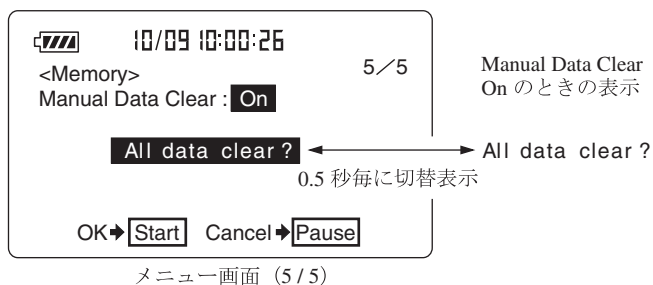 10/09 10:00:26
5/5
<Memory>
Manual Data Clear : On
All data clear ?
OK➔ Start Cancel➔ Pause
Manual Data Clear
On のときの表示
All data clear ?
0.5 秒毎に切替表示
メニュー画面(5 / 5)